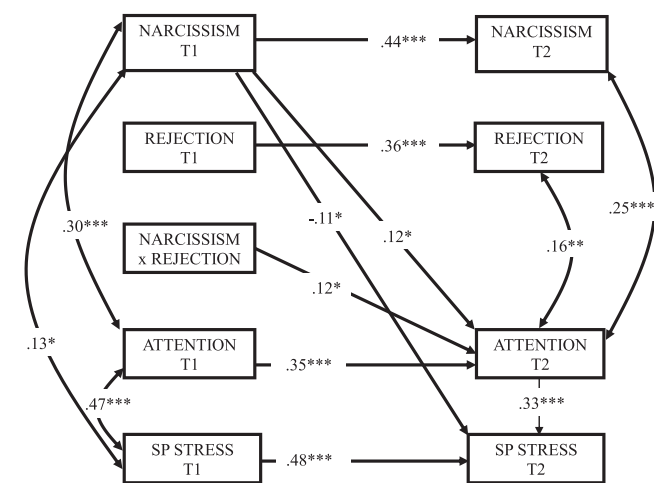 NARCISSISM
T1
.44***
NARCISSISM
T2
REJECTION
T1
.36***
REJECTION
T2
.30***
-.11*
.12*
.25***
.16**
NARCISSISM
x REJECTION
.12*
.13*
ATTENTION
T1
.35***
ATTENTION
T2
.47***
.33***
SP STRESS
T1
.48***
SP STRESS
T2